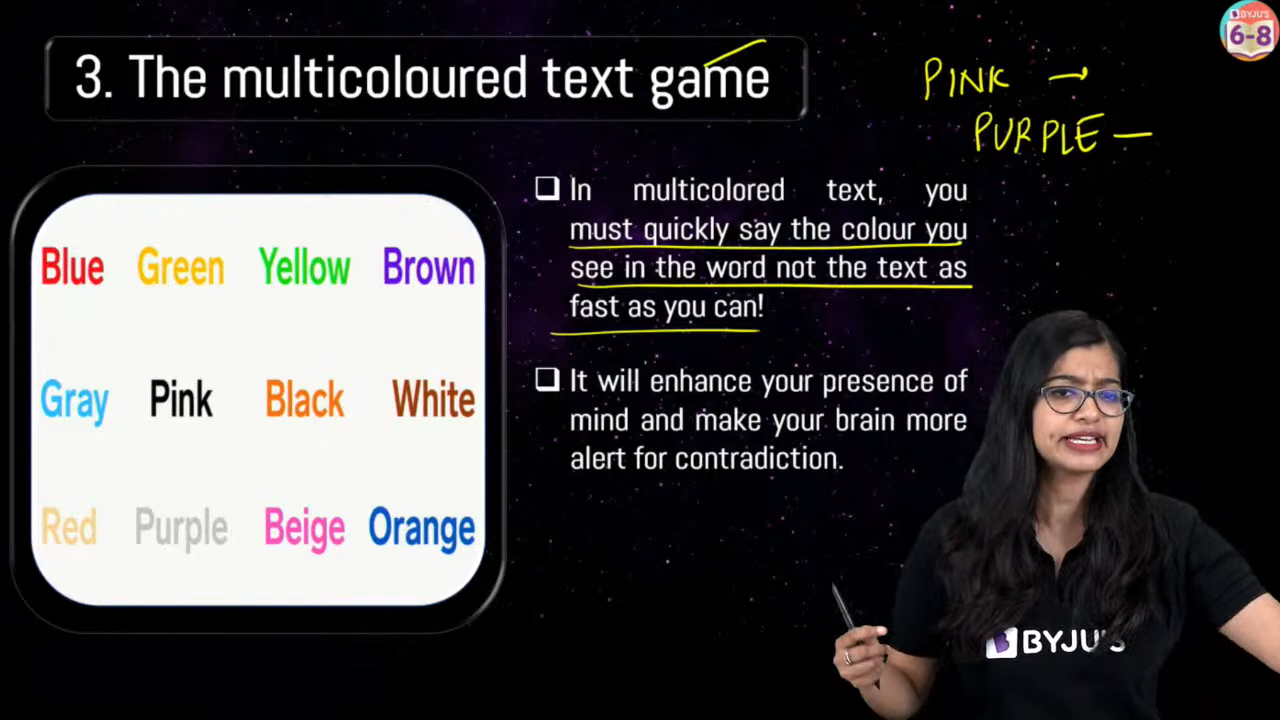 BYJU'S
6-8
3. The multicoloured text game
PINK →
PURPLE —
Blue Green Yellow Brown
Gray Pink Black White
Red Purple Beige Orange
In multicolored text, you
must quickly say the colour you
see in the word not the text as
fast as you can!
It will enhance your presence of
mind and make your brain more
alert for contradiction.
BYJU'S